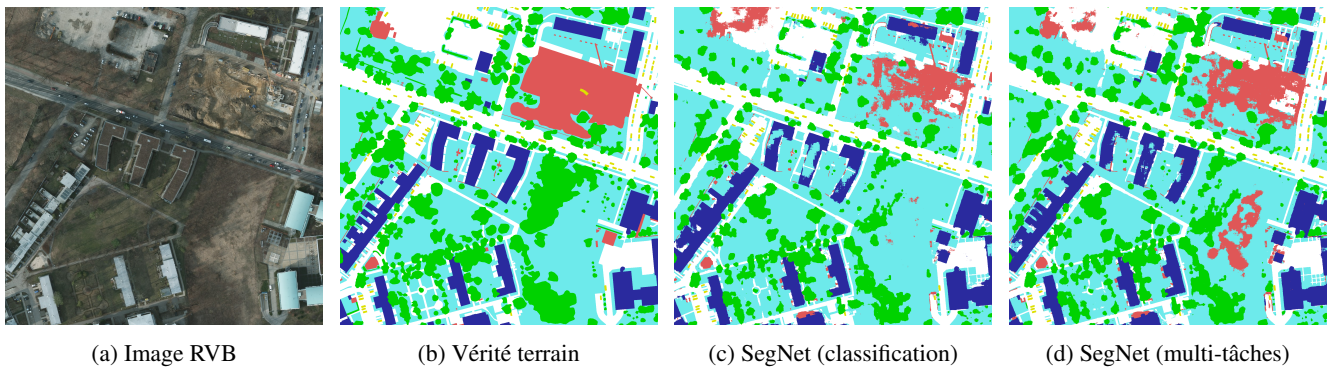 (a) Image RVB
(b) Vérité terrain
(c) SegNet (classification)
(d) SegNet (multi-tâches)